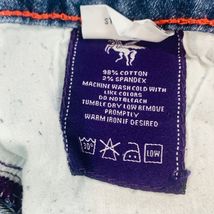 98% COTTON
2% SPANDEX
MACHINE WASH COLD WITH
LIKE COLORS
DO NOT BLEACH
TUMBLE DRY LOW REMOVE
PROMPTLY
WARM IRON IF DESIRED
30°
LOW